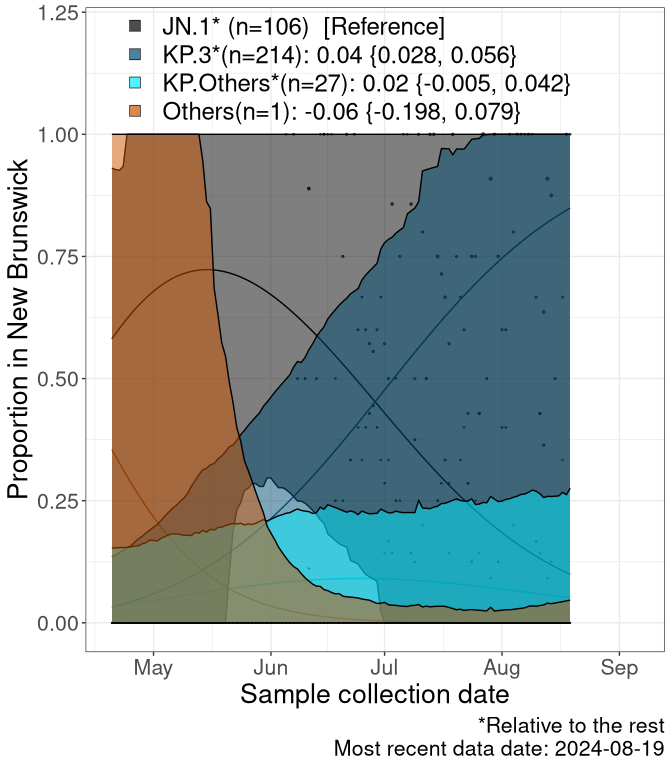 JN.1* (n=106)  [Reference]
KP.3*(n=214): 0.04 {0.028, 0.056}
KP.Others*(n=27): 0.02 {-0.005, 0.042}
Others(n=1): -0.06 {-0.198, 0.079}
1.25
1.00
0.75
0.50
0.25
0.00
Proportion in New Brunswick
May Jun Jul Aug Sep
Sample collection date
*Relative to the rest
Most recent data date: 2024-08-19